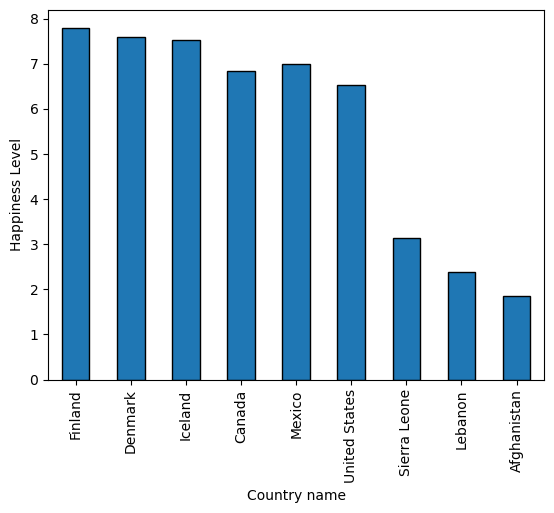 8
7
6
5
4
3
2
1
0
Happiness Level
Finland
Denmark
Iceland
Canada
Mexico
United States
Sierra Leone
Lebanon
Afghanistan
Country name